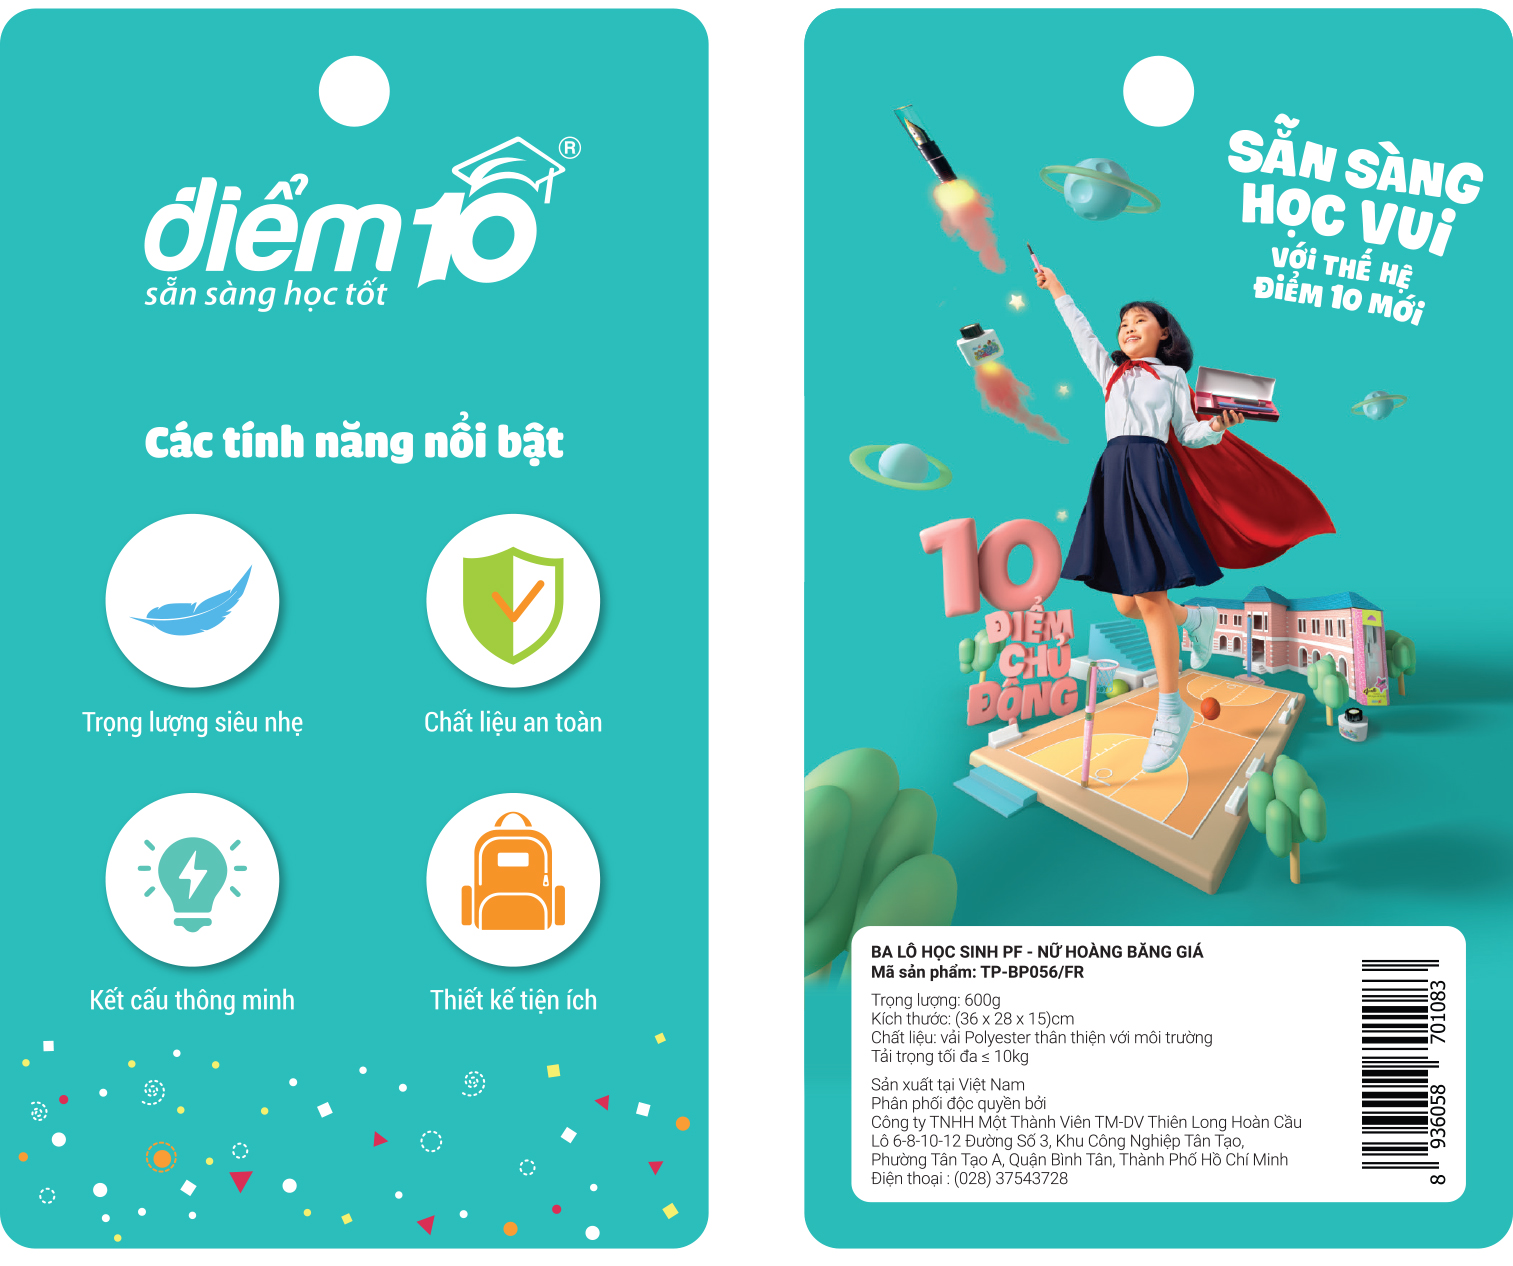 điểm 10®
sẵn sàng học tốt
Các tính năng nổi bật
Trọng lượng siêu nhẹ
Chất liệu an toàn
Kết cấu thông minh
Thiết kế tiện ích
SẴN SÀNG
HỌC VUi
VỚi THẾ HỆ
ĐiỂM 10 MỚi
10
ĐIỂM
CHỦ
ĐỘNG
BA LÔ HỌC SINH PF - NỮ HOÀNG BĂNG GIÁ
Mã sản phẩm: TP-BP056/FR
Trọng lượng: 600g
Kích thước: (36 x 28 x 15)cm
Chất liệu: vải Polyester thân thiện với môi trường
Tải trọng tối đa ≤ 10kg
Sản xuất tại Việt Nam
Phân phối độc quyền bởi
Công ty TNHH Một Thành Viên TM-DV Thiên Long Hoàn Cầu
Lô 6-8-10-12 Đường Số 3, Khu Công Nghiệp Tân Tạo,
Phường Tân Tạo A, Quận Bình Tân, Thành Phố Hồ Chí Minh
Điện thoại : (028) 37543728
8 936058 701083